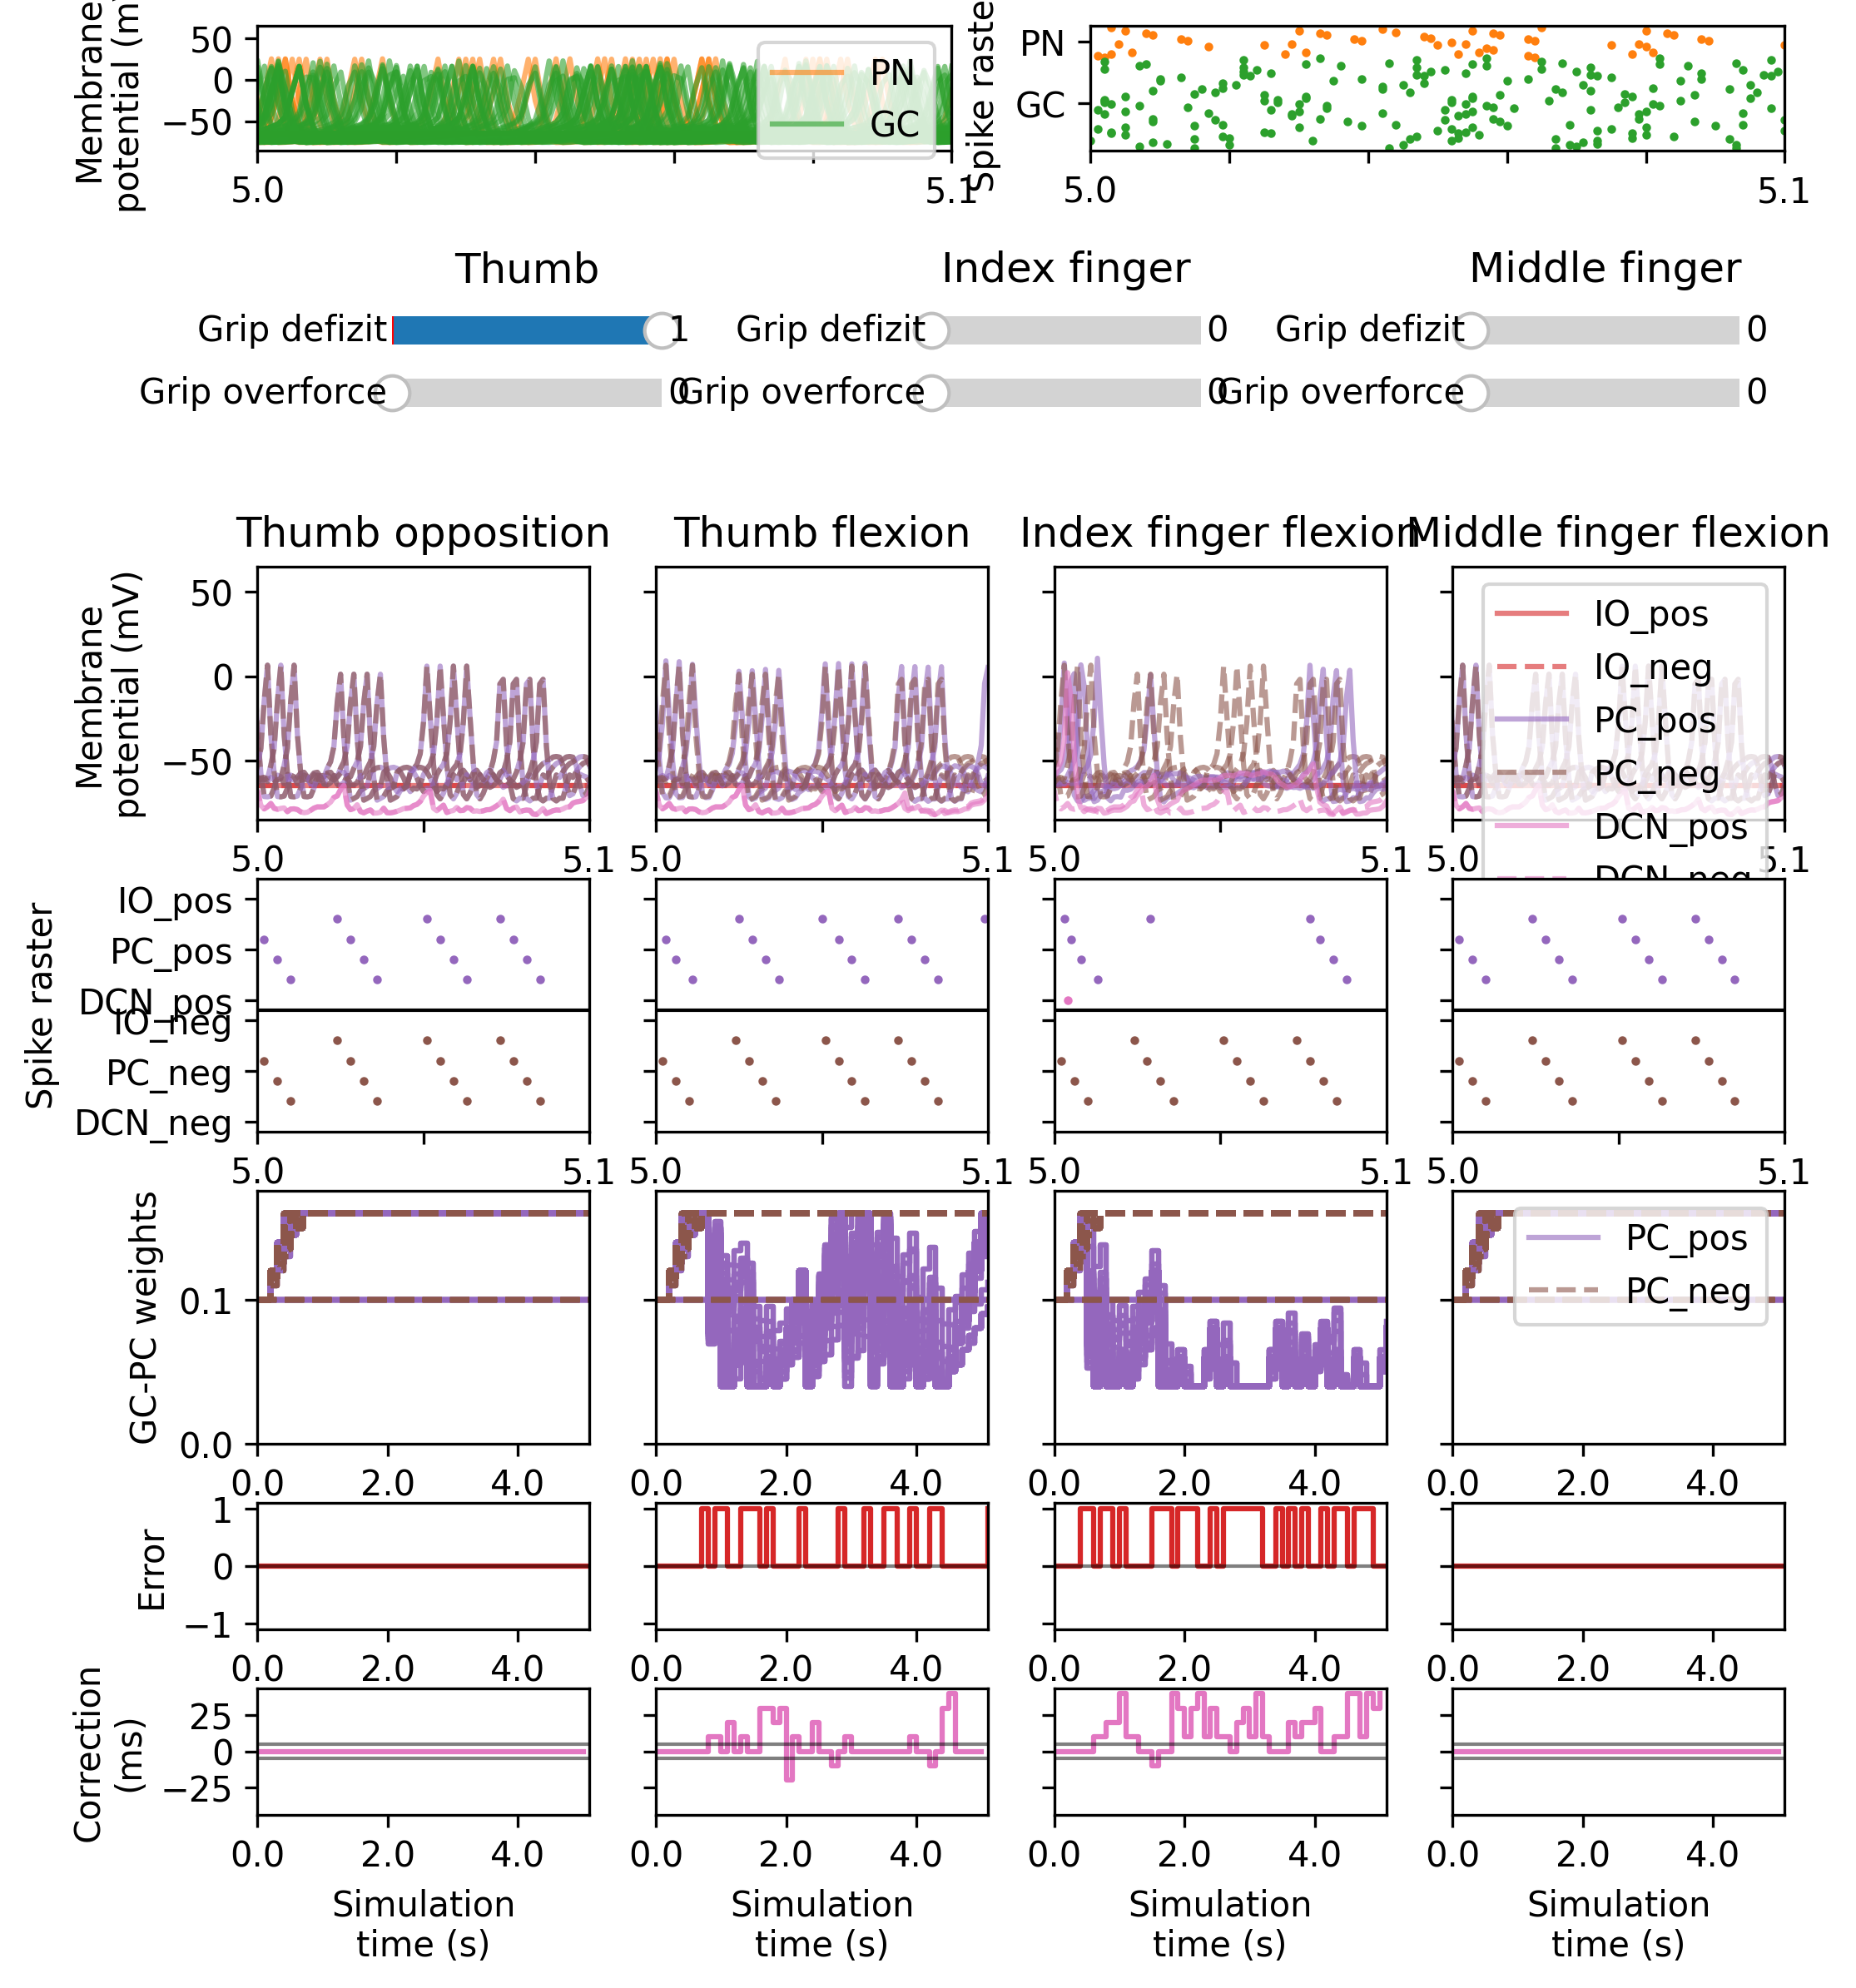 Membrane
potential (m
50
0
−50
PN
GC
5.0
5.1
Spike raster
PN
GC
5.0
5.1
Thumb
Index finger
Middle finger
Grip defizit
1
Grip defizit
0
Grip defizit
0
Grip overforce
0
Grip overforce
0
Grip overforce
0
Thumb opposition
Thumb flexion
Index finger flexion
Middle finger flexion
Membrane
potential (mV)
50
0
−50
IO_pos
IO_neg
PC_pos
PC_neg
DCN_pos
DCN_neg
5.0
5.1
5.0
5.1
5.0
5.1
5.0
5.1
Spike raster
IO_pos
PC_pos
DCN_pos
IO_neg
PC_neg
DCN_neg
5.0
5.1
5.0
5.1
5.0
5.1
5.0
5.1
GC-PC weights
0.1
0.0
PC_pos
PC_neg
0.0
2.0
4.0
0.0
2.0
4.0
0.0
2.0
4.0
0.0
2.0
4.0
Error
1
0
−1
0.0
2.0
4.0
0.0
2.0
4.0
0.0
2.0
4.0
0.0
2.0
4.0
Correction
(ms)
25
0
−25
0.0
2.0
4.0
0.0
2.0
4.0
0.0
2.0
4.0
0.0
2.0
4.0
Simulation
time (s)
Simulation
time (s)
Simulation
time (s)
Simulation
time (s)